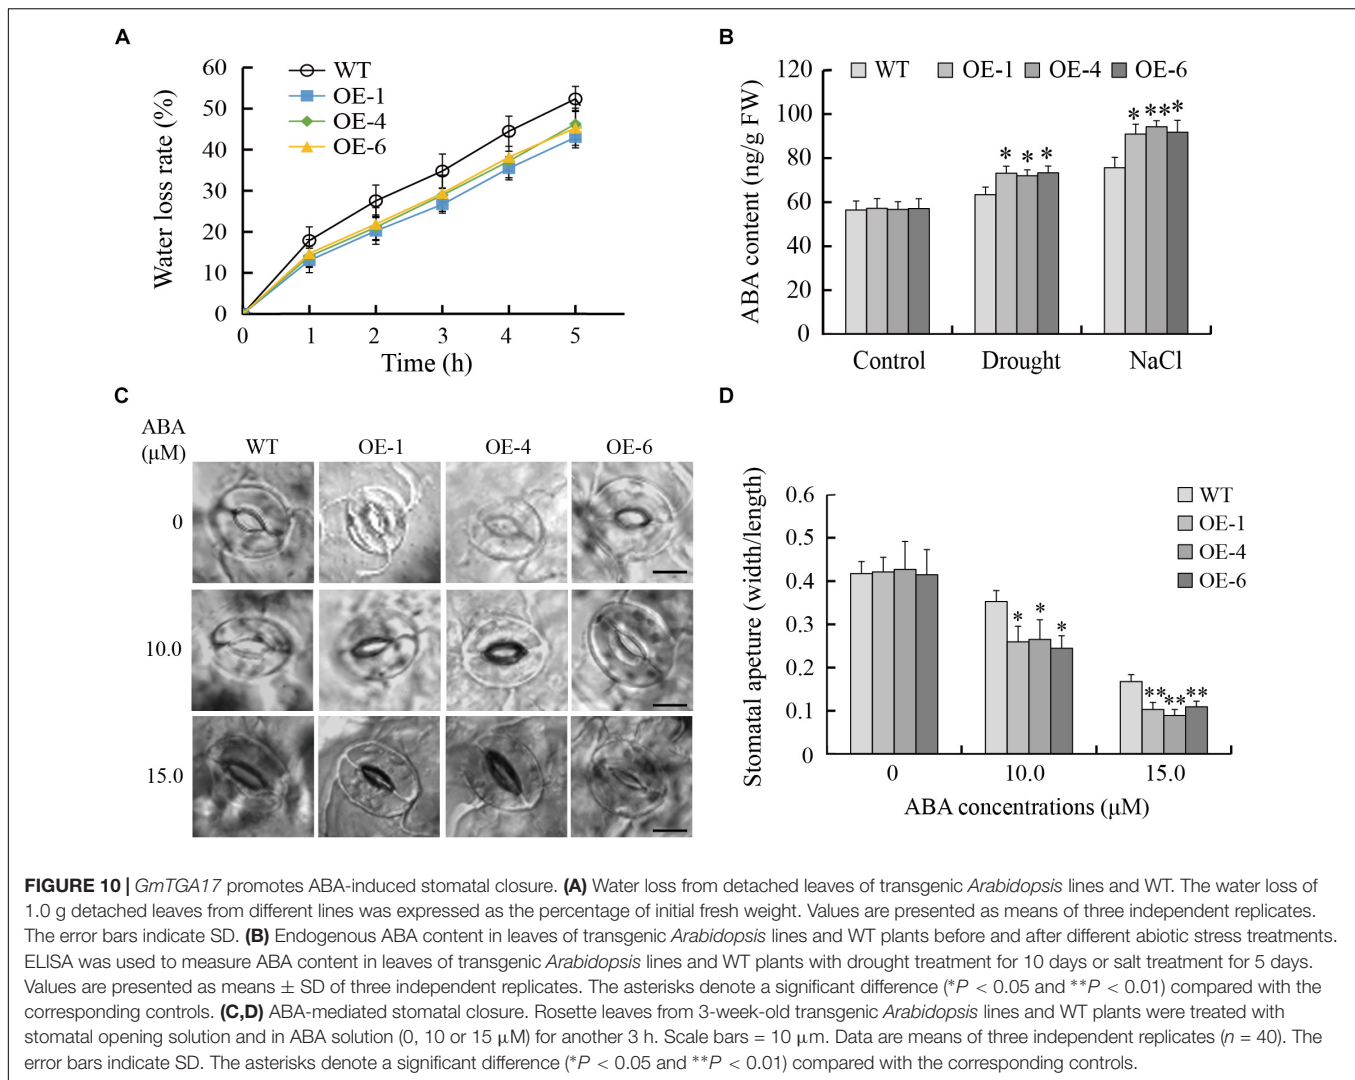 A
60
50
40
30
20
10
0
Water loss rate (%)
WT
OE-1
OE-4
OE-6
0 1 2 3 4 5
Time (h)
B
WT OE-1 OE-4 OE-6
120
100
80
60
40
20
0
ABA content (ng/g FW)
* * *
* ** *
Control Drought NaCl
C
ABA
(μM) WT OE-1 OE-4 OE-6
0
10.0
15.0
D
0.6
0.5
0.4
0.3
0.2
0.1
0
Stomatal apeture (width/length)
WT
OE-1
OE-4
OE-6
* * *
** ** **
0 10.0 15.0
ABA concentrations (μM)
FIGURE 10 | GmTGA17 promotes ABA-induced stomatal closure. (A) Water loss from detached leaves of transgenic Arabidopsis lines and WT. The water loss of
1.0 g detached leaves from different lines was expressed as the percentage of initial fresh weight. Values are presented as means of three independent replicates.
The error bars indicate SD. (B) Endogenous ABA content in leaves of transgenic Arabidopsis lines and WT plants before and after different abiotic stress treatments.
ELISA was used to measure ABA content in leaves of transgenic Arabidopsis lines and WT plants with drought treatment for 10 days or salt treatment for 5 days.
Values are presented as means ± SD of three independent replicates. The asterisks denote a significant difference (*P < 0.05 and **P < 0.01) compared with the
corresponding controls. (C,D) ABA-mediated stomatal closure. Rosette leaves from 3-week-old transgenic Arabidopsis lines and WT plants were treated with
stomatal opening solution and in ABA solution (0, 10 or 15 μM) for another 3 h. Scale bars = 10 μm. Data are means of three independent replicates (n = 40). The
error bars indicate SD. The asterisks denote a significant difference (*P < 0.05 and **P < 0.01) compared with the corresponding controls.